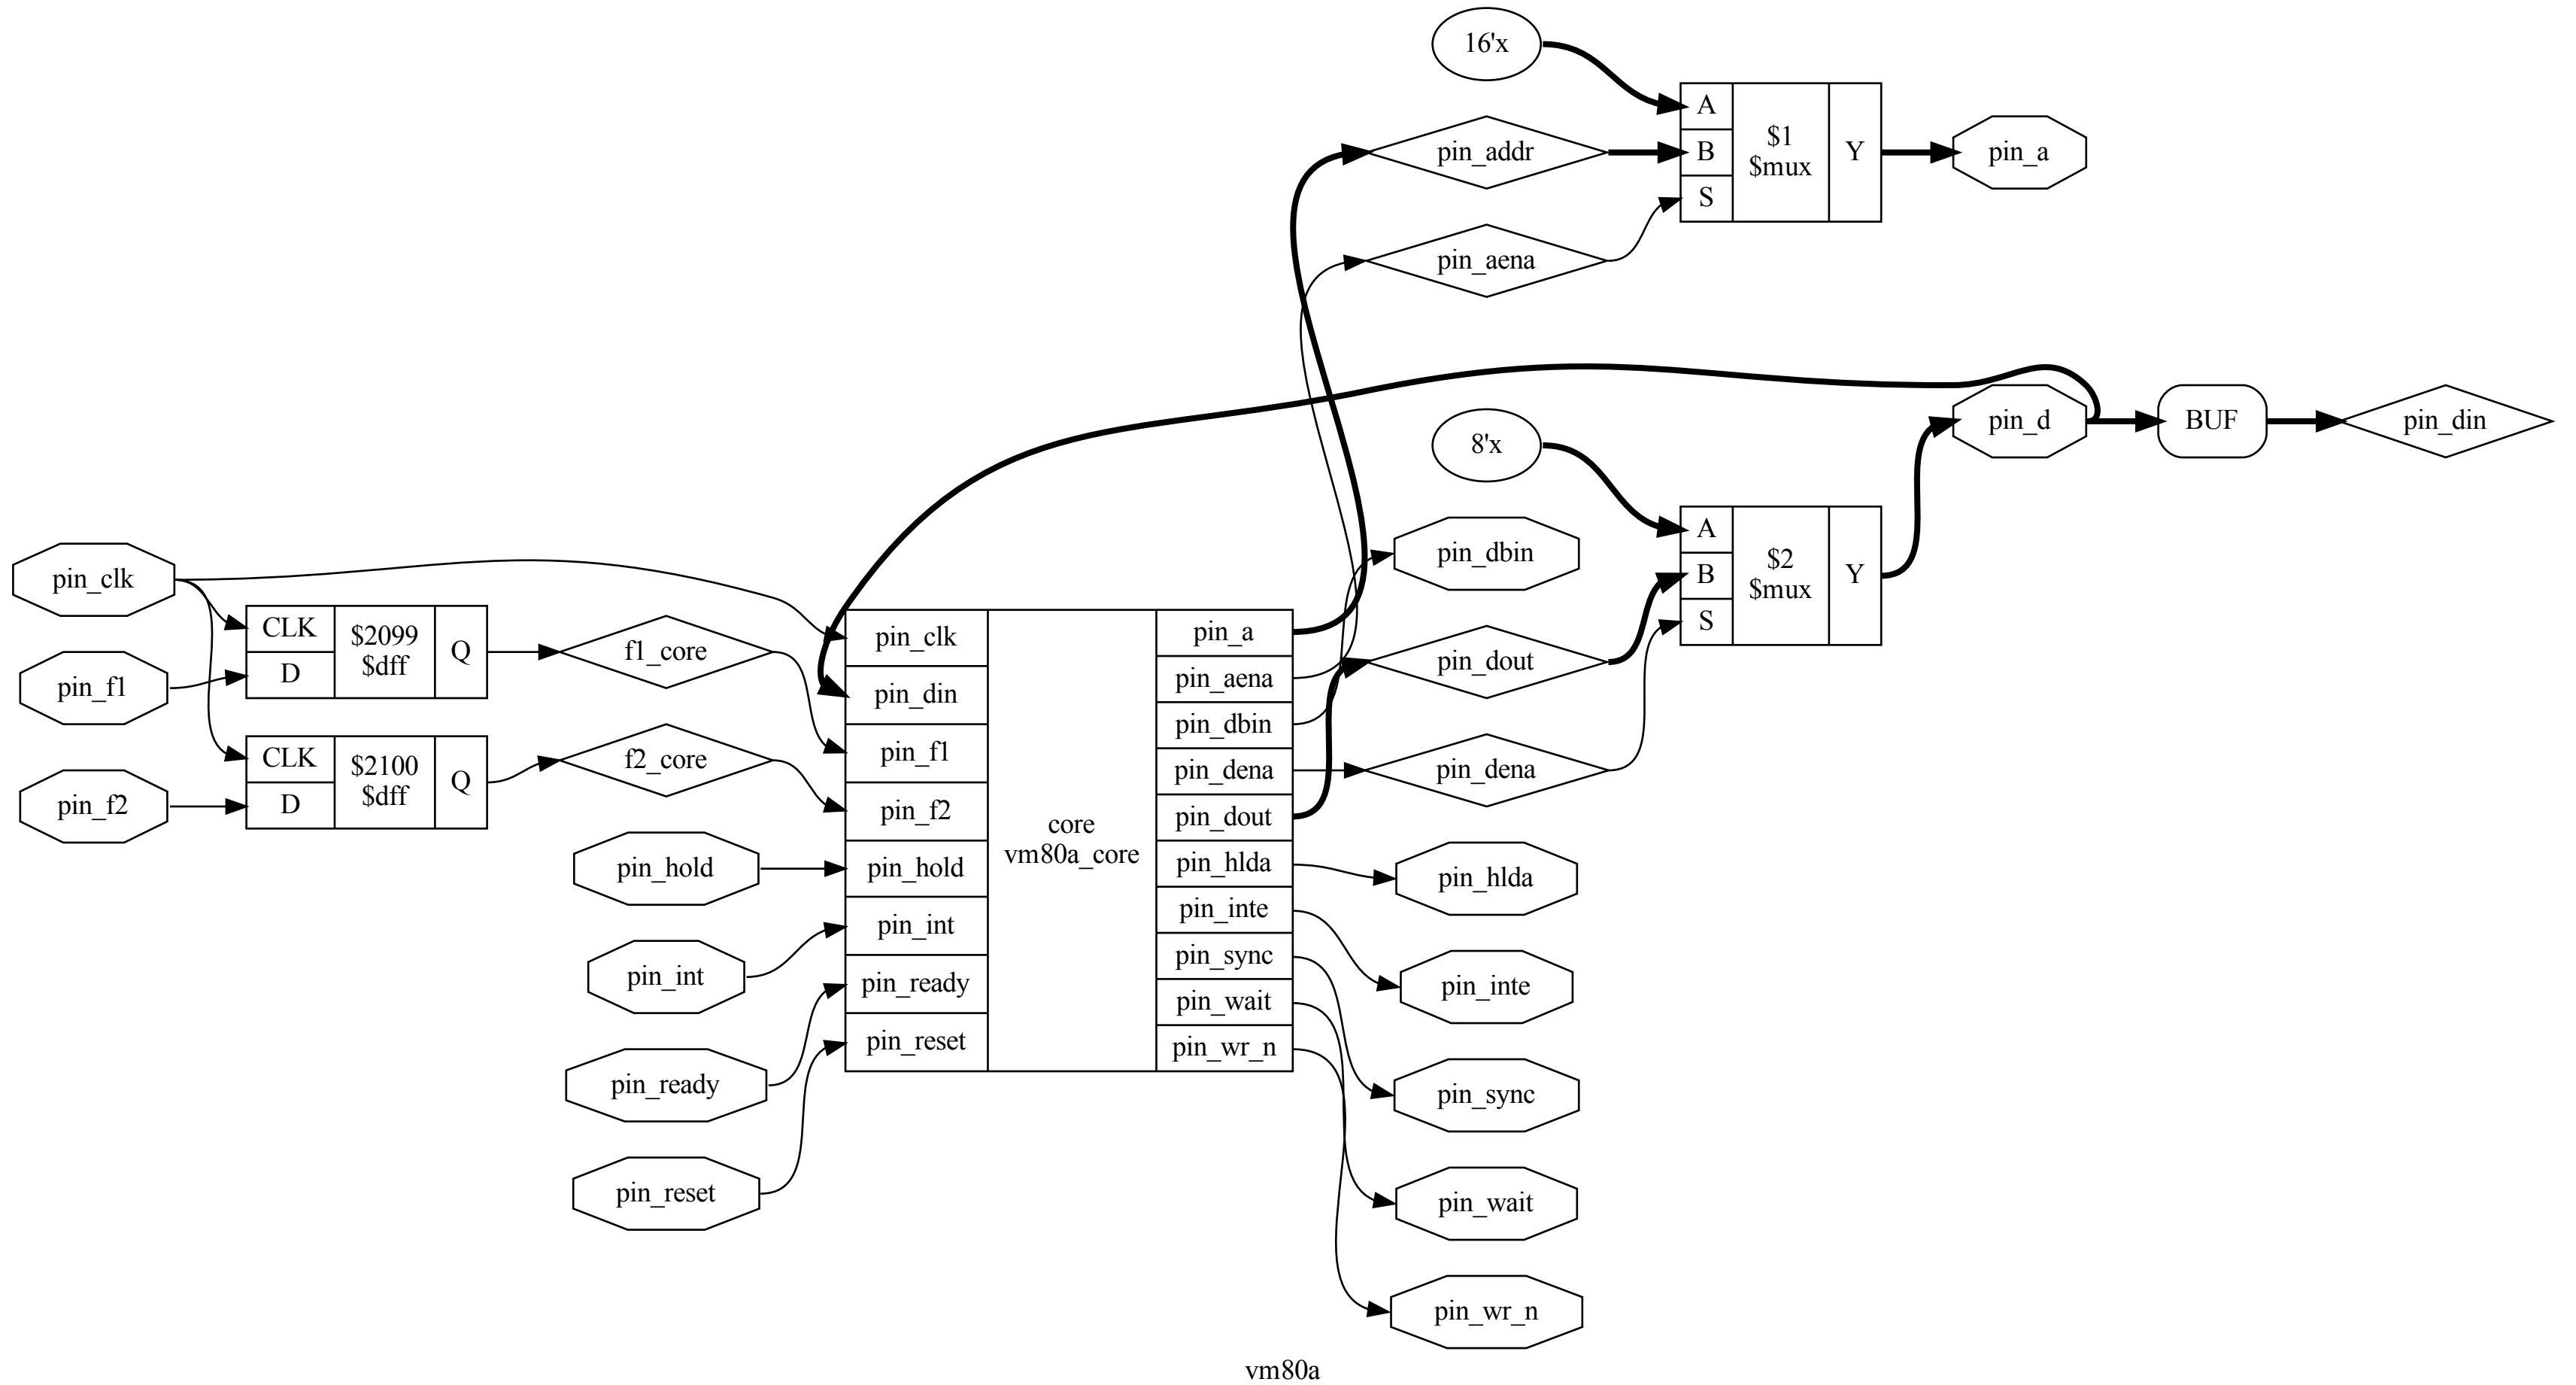 16'x
A
B
S
$1
$mux
Y
pin_a
pin_addr
pin_aena
pin_d
BUF
pin_din
8'x
A
B
S
$2
$mux
Y
pin_dbin
pin_dout
pin_dena
pin_clk
pin_f1
pin_f2
CLK
D
$2099
$dff
Q
CLK
D
$2100
$dff
Q
f1_core
f2_core
pin_hold
pin_int
pin_ready
pin_reset
pin_clk
pin_din
pin_f1
pin_f2
pin_hold
pin_int
pin_ready
pin_reset
core
vm80a_core
pin_a
pin_aena
pin_dbin
pin_dena
pin_dout
pin_hlda
pin_inte
pin_sync
pin_wait
pin_wr_n
pin_hlda
pin_inte
pin_sync
pin_wait
pin_wr_n
vm80a